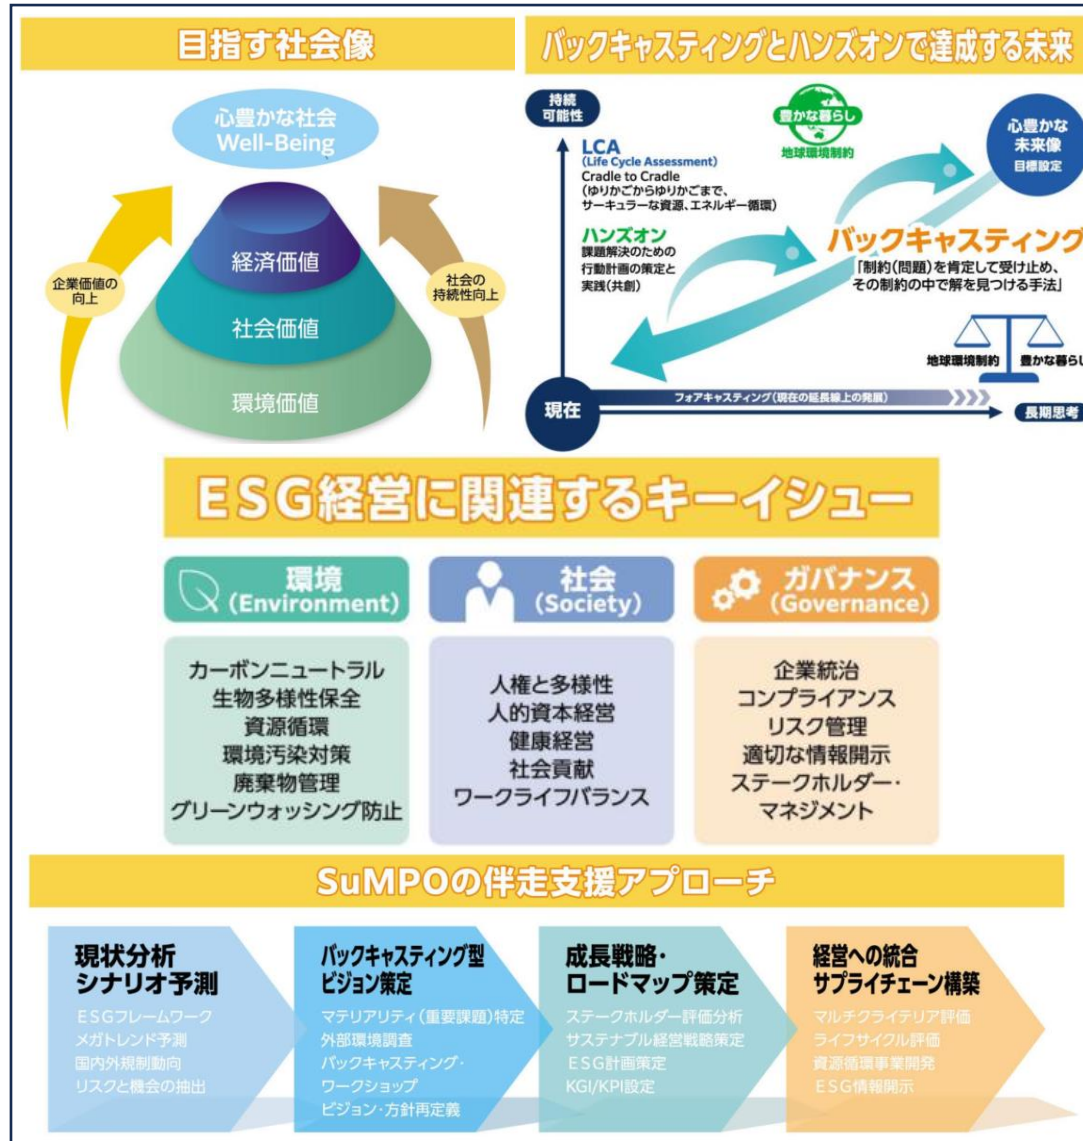 目指す社会像
心豊かな社会
Well-Being
経済価値
社会価値
環境価値
企業価値の
向上
社会の
持続性向上
バックキャスティングとハンズオンで達成する未来
持続
可能性
LCA
(Life Cycle Assessment)
Cradle to Cradle
(ゆりかごからゆりかごまで、
サーキュラーな資源、エネルギー循環)
ハンズオン
課題解決のための
行動計画の策定と
実践(共創)
豊かな暮らし
地球環境制約
心豊かな
未来像
目標設定
バックキャスティング
「制約(問題)を肯定して受け止め、
その制約の中で解を見つける手法」
地球環境制約
豊かな暮らし
現在
フォアキャスティング(現在の延長線上の発展)
長期思考
ESG経営に関連するキーイシュー
環境
(Environment)
カーボンニュートラル
生物多様性保全
資源循環
環境汚染対策
廃棄物管理
グリーンウォッシング防止
社会
(Society)
人権と多様性
人的資本経営
健康経営
社会貢献
ワークライフバランス
ガバナンス
(Governance)
企業統治
コンプライアンス
リスク管理
適切な情報開示
ステークホルダー・
マネジメント
SuMPOの伴走支援アプローチ
現状分析
シナリオ予測
ESGフレームワーク
メガトレンド予測
国内外規制動向
リスクと機会の抽出
バックキャスティング型
ビジョン策定
マテリアリティ(重要課題)特定
外部環境調査
バックキャスティング・
ワークショップ
ビジョン・方針再定義
成長戦略・
ロードマップ策定
ステークホルダー評価分析
サステナブル経営戦略策定
ESG計画策定
KGI/KPI設定
経営への統合
サプライチェーン構築
マルチクライテリア評価
ライフサイクル評価
資源循環事業開発
ESG情報開示